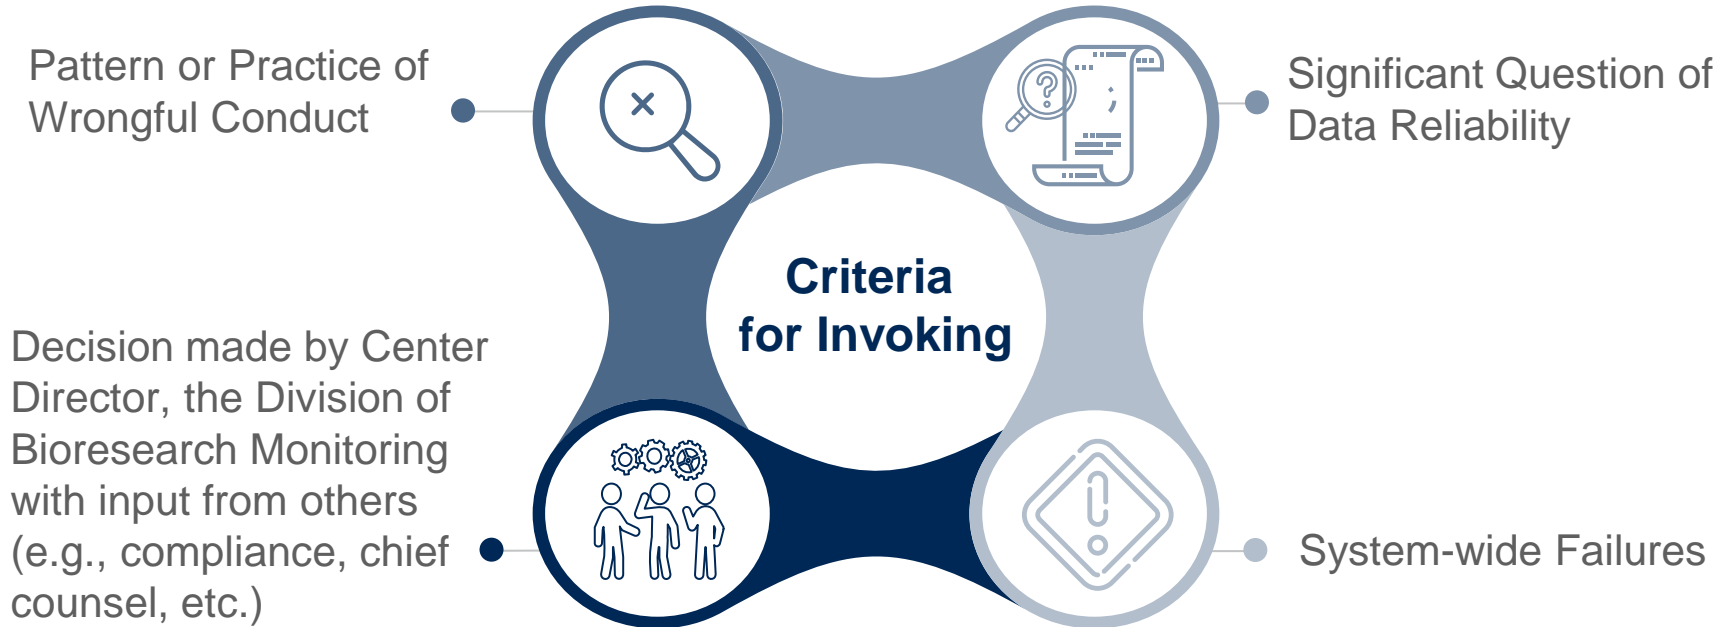 Pattern or Practice of
Wrongful Conduct
Significant Question of
Data Reliability
Criteria
for Invoking
Decision made by Center
Director, the Division of
Bioresearch Monitoring
with input from others
(e.g., compliance, chief
counsel, etc.)
System-wide Failures